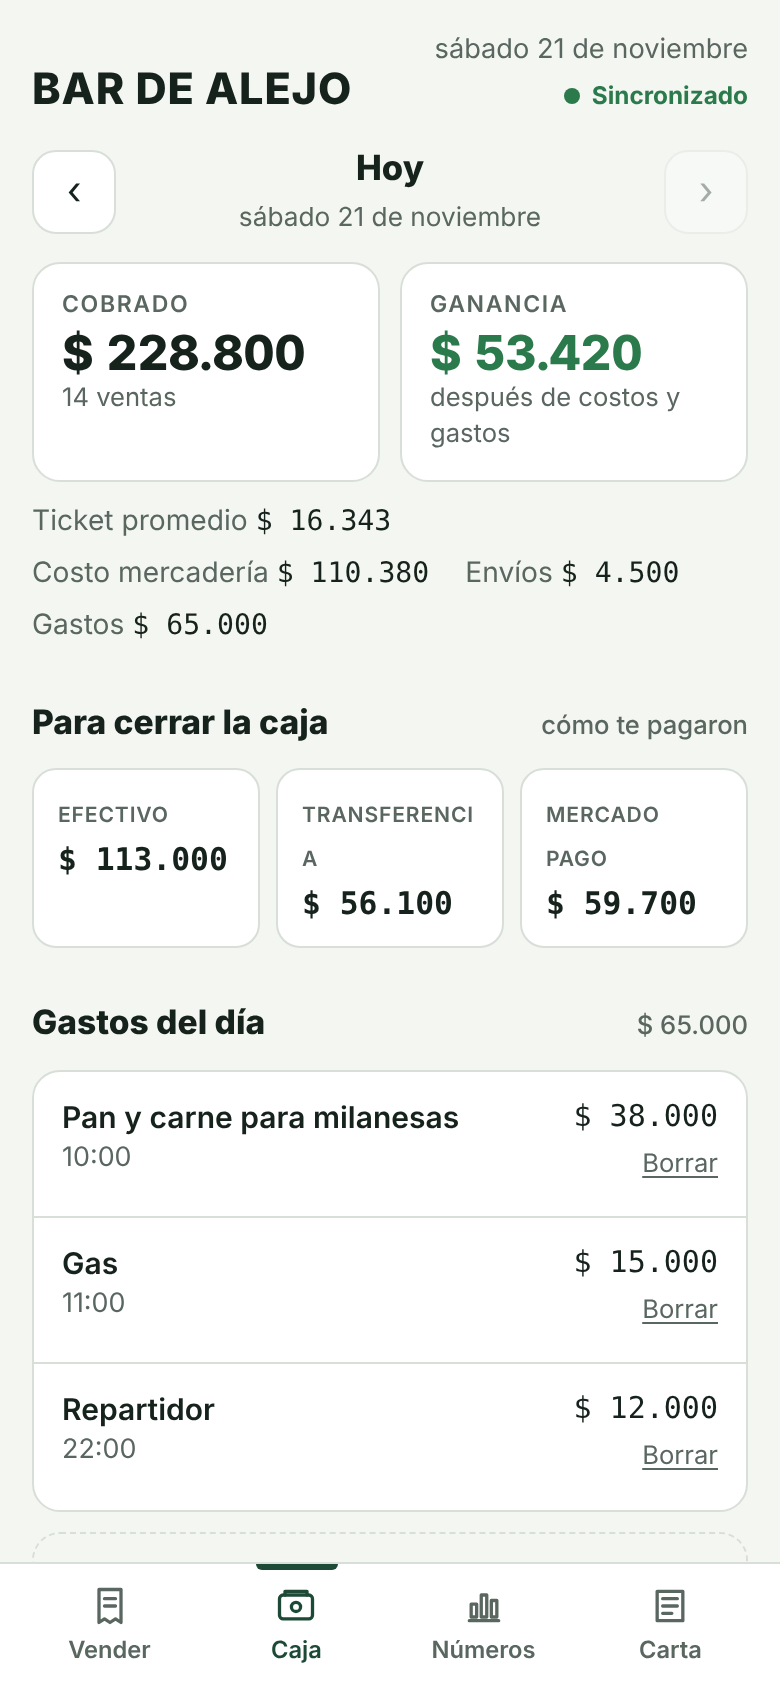 sábado 21 de noviembre
BAR DE ALEJO
Sincronizado
‹
Hoy
›
sábado 21 de noviembre
COBRADO
$ 228.800
14 ventas
GANANCIA
$ 53.420
después de costos y
gastos
Ticket promedio $ 16.343
Costo mercadería $ 110.380 Envíos $ 4.500
Gastos $ 65.000
Para cerrar la caja
cómo te pagaron
EFECTIVO
$ 113.000
TRANSFERENCI
A
$ 56.100
MERCADO
PAGO
$ 59.700
Gastos del día
$ 65.000
Pan y carne para milanesas
$ 38.000
10:00
Borrar
Gas
$ 15.000
11:00
Borrar
Repartidor
$ 12.000
22:00
Borrar
Vender
Caja
Números
Carta